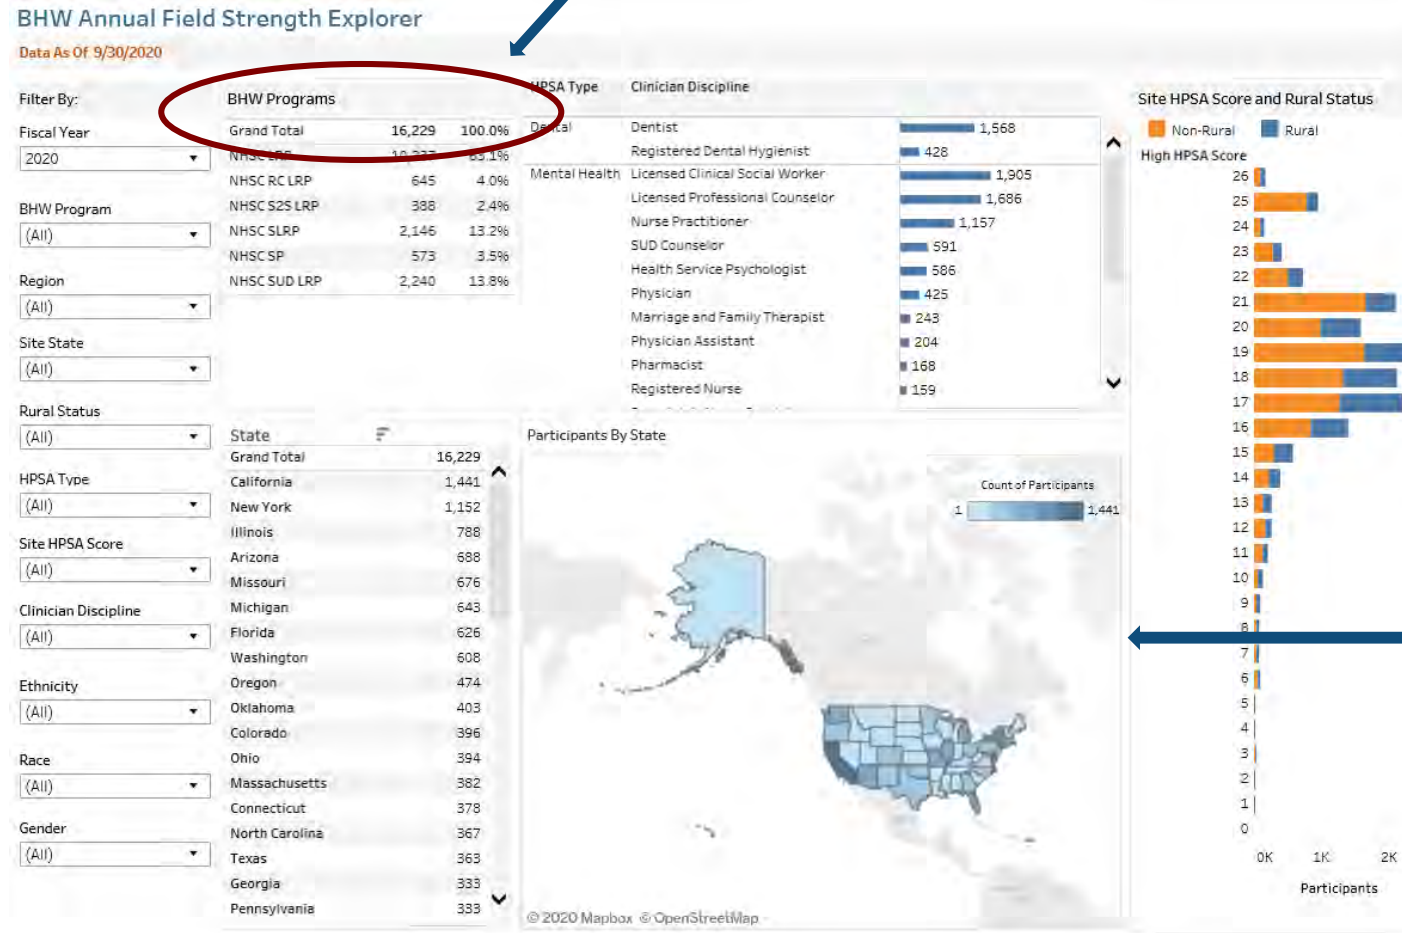 BHW Annual Field Strength Explorer
Data As Of 9/30/2020
Filter By:
Fiscal Year
2020
BHW Program
(All)
Region
(All)
Site State
(All)
Rural Status
(All)
HPSA Type
(All)
Site HPSA Score
(All)
Clinician Discipline
(All)
Ethnicity
(All)
Race
(All)
Gender
(All)
BHW Programs
Grand Total 16,229 100.0%
NHSC LRP
NHSC RC LRP 645 4.0%
NHSC S2S LRP 388 2.4%
NHSC SLRP 2,146 13.2%
NHSC SP 573 3.5%
NHSC SUD LRP 2,240 13.8%
HPSA Type Clinician Discipline
Dental Dentist 1,568
Registered Dental Hygienist 428
Mental Health Licensed Clinical Social Worker 1,905
Licensed Professional Counselor 1,686
Nurse Practitioner 1,157
SUD Counselor 591
Health Service Psychologist 586
Physician 425
Marriage and Family Therapist 243
Physician Assistant 204
Pharmacist 168
Registered Nurse 159
State
Grand Total 16,229
California 1,441
New York 1,152
Illinois 788
Arizona 688
Missouri 676
Michigan 643
Florida 626
Washington 608
Oregon 474
Oklahoma 403
Colorado 396
Ohio 394
Massachusetts 382
Connecticut 378
North Carolina 367
Texas 363
Georgia 333
Pennsylvania 333
Participants By State
Count of Participants
1 1,441
© 2020 Mapbox © OpenStreetMap
Site HPSA Score and Rural Status
Non-Rural Rural
High HPSA Score
26
25
24
23
22
21
20
19
18
17
16
15
14
13
12
11
10
9
8
7
6
5
4
3
2
1
0
0K 1K 2K
Participants